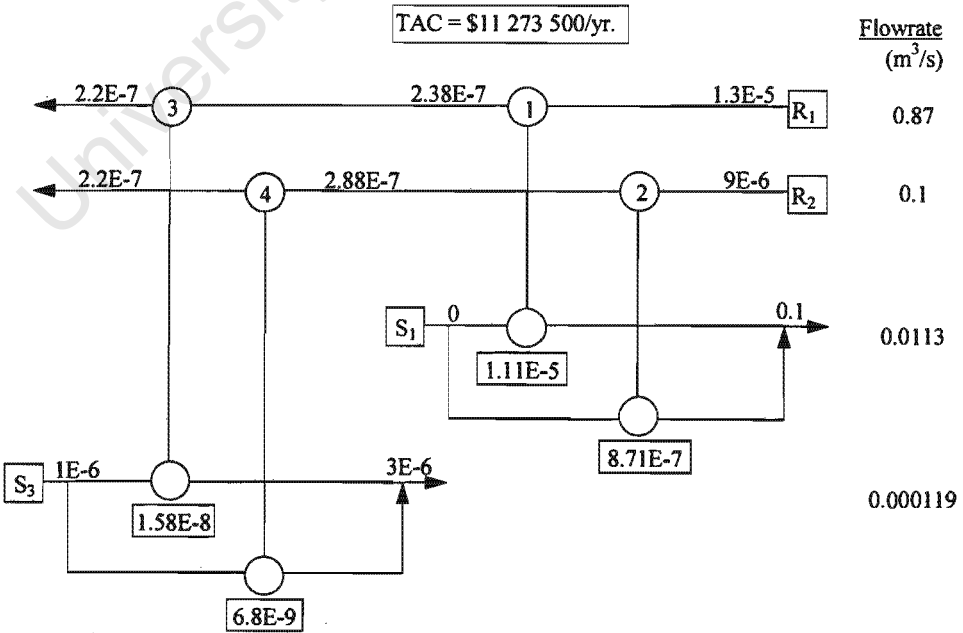 Universit
TAC = $11 273 500/yr.
Flowrate
(m³/s)
2.2E-7 3 2.38E-7 1 1.3E-5 R₁ 0.87
2.2E-7 4 2.88E-7 2 9E-6 R₂ 0.1
S₁ 0 0.1 0.0113
1.11E-5
8.71E-7
S₃ 1E-6 3E-6 0.000119
1.58E-8
6.8E-9